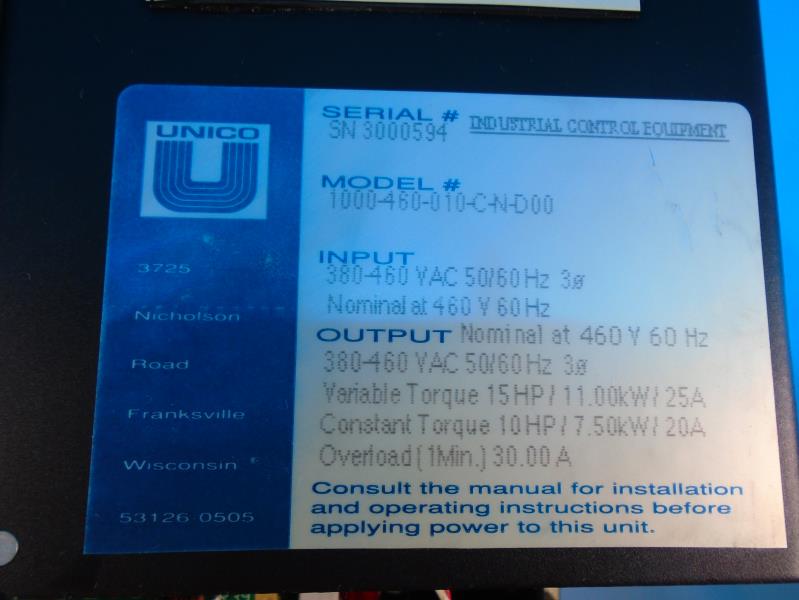 UNICO
3725
Nicholson
Road
Franksville
Wisconsin
53126 0505
SERIAL #
SN 3000594 INDUSTRIAL CONTROL EQUIPMENT
MODEL #
1000-460-010-C-N-D00
INPUT
380-460 VAC 50/60 Hz 3ø
Nominal at 460 V 60 Hz
OUTPUT Nominal at 460 V 60 Hz
380-460 VAC 50/60 Hz 3ø
Variable Torque 15 HP / 11.00kW / 25A
Constant Torque 10 HP / 7.50kW / 20A
Overload ( 1Min. ) 30.00 A
Consult the manual for installation
and operating instructions before
applying power to this unit.